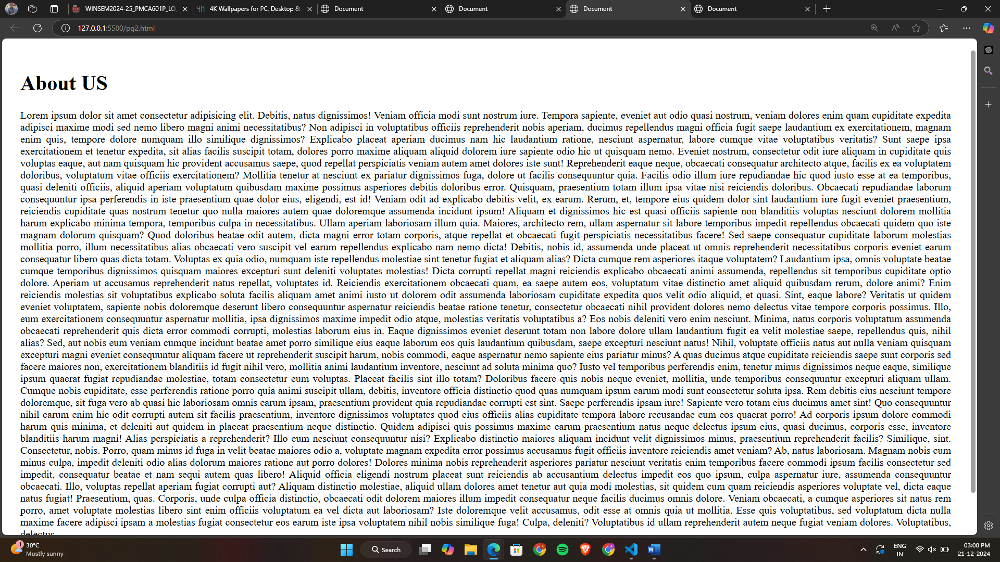 WINSEM2024-25_PMCA601P_LO_
4K Wallpapers for PC, Desktop &
Document
Document
Document
Document
127.0.0.1:5500/pg2.html
About US
Lorem ipsum dolor sit amet consectetur adipisicing elit. Debitis, natus dignissimos! Veniam officia modi sunt nostrum iure. Tempora sapiente, eveniet aut odio quasi nostrum, veniam dolores enim quam cupiditate expedita
adipisci maxime modi sed nemo libero magni animi necessitatibus? Non adipisci in voluptatibus officiis reprehenderit nobis aperiam, ducimus repellendus magni officia fugit saepe laudantium ex exercitationem, magnam
enim quis, tempore dolore numquam illo similique dignissimos? Explicabo placeat aperiam ducimus nam hic laudantium ratione, nesciunt aspernatur, labore cumque vitae voluptatibus veritatis? Sunt saepe ipsa
exercitationem et tenetur expedita, sit alias facilis suscipit totam, dolores porro maxime aliquam aliquid dolorem iure sapiente odio hic ut quisquam nemo. Eveniet nostrum, consectetur odit iure aliquam in cupiditate quis
voluptas eaque, aut nam quisquam hic provident accusamus saepe, quod repellat perspiciatis veniam autem amet dolores iste sunt! Reprehenderit eaque neque, obcaecati consequatur architecto atque, facilis ex ea voluptatem
doloribus, voluptatum vitae officiis exercitationem? Mollitia tenetur at nesciunt ex pariatur dignissimos fuga, dolore ut facilis consequuntur quia. Facilis odio illum iure repudiandae hic quod iusto esse at ea temporibus,
quasi deleniti officiis, aliquid aperiam voluptatum quibusdam maxime possimus asperiores debitis doloribus error. Quisquam, praesentium totam illum ipsa vitae nisi reiciendis doloribus. Obcaecati repudiandae laborum
consequuntur ipsa perferendis in iste praesentium quae dolor eius, eligendi, est id! Veniam odit ad explicabo debitis velit, ex earum. Rerum, et, tempore eius quidem dolor sint laudantium iure fugit eveniet praesentium,
reiciendis cupiditate quas nostrum tenetur quo nulla maiores autem quae doloremque assumenda incidunt ipsum! Aliquam et dignissimos hic est quasi officiis sapiente non blanditiis voluptas nesciunt dolorem mollitia
harum explicabo minima tempora, temporibus culpa in necessitatibus. Ullam aperiam laboriosam illum quia. Maiores, architecto rem, ullam aspernatur sit labore temporibus impedit repellendus obcaecati quidem quo iste
magnam dolorum quisquam? Quod doloribus beatae odit autem, dicta magni error totam corporis, atque repellat et obcaecati fugit perspiciatis necessitatibus facere! Sed saepe consequatur cupiditate laborum molestias
mollitia porro, illum necessitatibus alias obcaecati vero suscipit vel earum repellendus explicabo nam nemo dicta! Debitis, nobis id, assumenda unde placeat ut omnis reprehenderit necessitatibus corporis eveniet earum
consequatur libero quas dicta totam. Voluptas ex quia odio, numquam iste repellendus molestiae sint tenetur fugiat et aliquam alias? Dicta cumque rem asperiores itaque voluptatem? Laudantium ipsa, omnis voluptate beatae
cumque temporibus dignissimos quisquam maiores excepturi sunt deleniti voluptates molestias! Dicta corrupti repellat magni reiciendis explicabo obcaecati animi assumenda, repellendus sit temporibus cupiditate optio
dolore. Aperiam ut accusamus reprehenderit natus repellat, voluptates id. Reiciendis exercitationem obcaecati quam, ea saepe autem eos, voluptatum vitae distinctio amet aliquid quibusdam rerum, dolore animi? Enim
reiciendis molestias sit voluptatibus explicabo soluta facilis aliquam amet animi iusto ut dolorem odit assumenda laboriosam cupiditate expedita quos velit odio aliquid, et quasi. Sint, eaque labore? Veritatis ut quidem
eveniet voluptatem, sapiente nobis doloremque deserunt libero consequuntur aspernatur reiciendis beatae ratione tenetur, consectetur obcaecati nihil provident dolores nemo delectus vitae tempore corporis possimus. Illo,
eum exercitationem consequuntur aspernatur mollitia, ipsa dignissimos maxime impedit odio atque, molestias veritatis voluptatibus a? Eos nobis deleniti vero enim nesciunt. Minima, natus corporis voluptatum assumenda
obcaecati reprehenderit quis dicta error commodi corrupti, molestias laborum eius in. Eaque dignissimos eveniet deserunt totam non labore dolore ullam laudantium fugit ea velit molestiae saepe, repellendus quis, nihil
alias? Sed, aut nobis eum veniam cumque incidunt beatae amet porro similique eius eaque laborum eos quis laudantium quibusdam, saepe excepturi nesciunt natus! Nihil, voluptate officiis natus aut nulla veniam quisquam
excepturi magni eveniet consequuntur aliquam facere ut reprehenderit suscipit harum, nobis commodi, eaque aspernatur nemo sapiente eius pariatur minus? A quas ducimus atque cupiditate reiciendis saepe sunt corporis sed
facere maiores non, exercitationem blanditiis id fugit nihil vero, mollitia animi laudantium inventore, nesciunt ad soluta minima quo? Iusto vel temporibus perferendis enim, tenetur minus dignissimos neque eaque, similique
ipsum quaerat fugiat repudiandae molestiae, totam consectetur eum voluptas. Placeat facilis sint illo totam? Doloribus facere quis nobis neque eveniet, mollitia, unde temporibus consequuntur excepturi aliquam ullam.
Cumque nobis cupiditate, esse perferendis ratione porro quia animi suscipit ullam, debitis, inventore officia distinctio quod quas numquam ipsum earum modi sunt consectetur soluta ipsa. Rem debitis eius nesciunt tempore
doloremque, sit fuga vero ab quasi hic laboriosam omnis earum ipsam, praesentium provident quia repudiandae corrupti est sint. Saepe perferendis ipsam iure! Sapiente vero totam eius ducimus amet sint! Quo consequuntur
nihil earum enim hic odit corrupti autem sit facilis praesentium, inventore dignissimos voluptates quod eius officiis alias cupiditate tempora labore recusandae eum eos quaerat porro! Ad corporis ipsum dolore commodi
harum quis minima, et deleniti aut quidem in placeat praesentium neque distinctio. Quidem adipisci quis possimus maxime earum praesentium natus neque delectus ipsum eius, quasi ducimus, corporis esse, inventore
blanditiis harum magni! Alias perspiciatis a reprehenderit? Illo eum nesciunt consequuntur nisi? Explicabo distinctio maiores aliquam incidunt velit dignissimos minus, praesentium reprehenderit facilis? Similique, sint.
Consectetur, nobis. Porro, quam minus id fuga in velit beatae maiores odio a, voluptate magnam expedita error possimus accusamus fugit officiis inventore reiciendis amet veniam? Ab, natus laboriosam. Magnam nobis cum
minus culpa, impedit deleniti odio alias dolorum maiores ratione aut porro dolores! Dolores minima nobis reprehenderit asperiores pariatur nesciunt veritatis enim temporibus facere commodi ipsum facilis consectetur sed
impedit, consequatur beatae et nam sequi autem quas libero! Aliquid officia eligendi nostrum placeat sunt reiciendis ab accusantium delectus impedit eos quo ipsum, culpa aspernatur iure, assumenda consequuntur
obcaecati. Illo, voluptas repellat aperiam fugiat corrupti aut? Aliquam distinctio molestiae, aliquid ullam dolores amet tenetur aut quia modi molestias, sit quidem cum quam reiciendis asperiores voluptate vel, dicta eaque
natus fugiat! Praesentium, quas. Corporis, unde culpa officia distinctio, obcaecati odit dolorem maiores illum impedit consequatur neque facilis ducimus omnis dolore. Veniam obcaecati, a cumque asperiores sit natus rem
porro, amet voluptate molestias libero sint enim officiis voluptatum ea vel dicta aut laboriosam? Iste doloremque velit accusamus, odit esse at omnis quia ut mollitia. Esse quis voluptatibus, sed voluptatum dicta nulla
maxime facere adipisci ipsam a molestias fugiat consectetur eos earum iste ipsa voluptatem nihil nobis similique fuga! Culpa, deleniti? Voluptatibus id ullam reprehenderit autem neque fugiat veniam dolores. Voluptatibus,
delectus
1
30°C
Mostly sunny
Search
ENG
IN
03:00 PM
21-12-2024